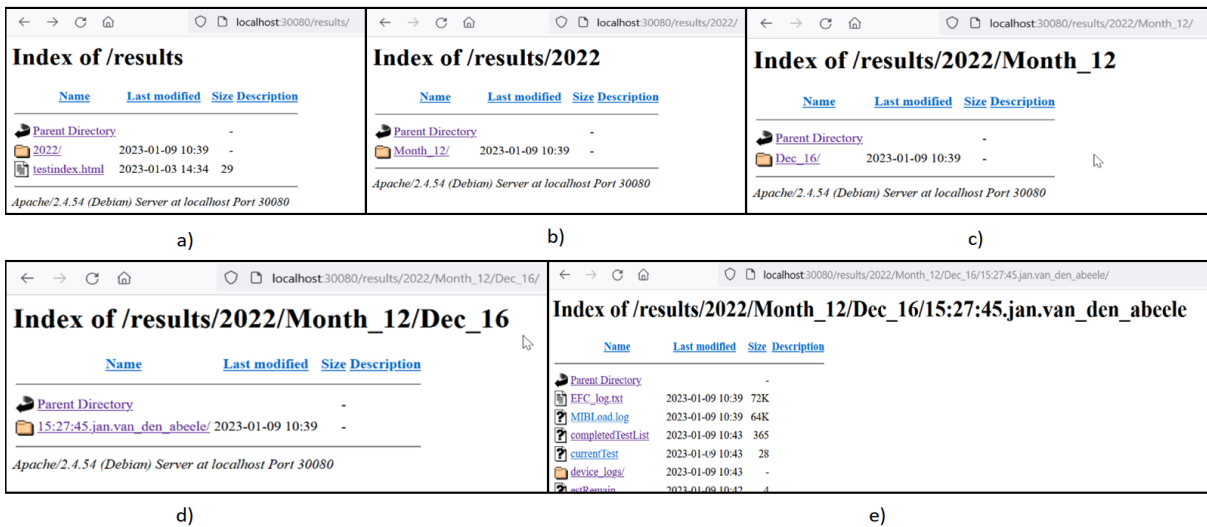 localhost:30080/results/
Index of /results
Name Last modified Size Description
Parent Directory -
2022/ 2023-01-09 10:39 -
testindex.html 2023-01-03 14:34 29
Apache/2.4.54 (Debian) Server at localhost Port 30080
a)
localhost:30080/results/2022/
Index of /results/2022
Name Last modified Size Description
Parent Directory -
Month_12/ 2023-01-09 10:39 -
Apache/2.4.54 (Debian) Server at localhost Port 30080
b)
localhost:30080/results/2022/Month_12/
Index of /results/2022/Month_12
Name Last modified Size Description
Parent Directory -
Dec_16/ 2023-01-09 10:39 -
Apache/2.4.54 (Debian) Server at localhost Port 30080
c)
localhost:30080/results/2022/Month_12/Dec_16/
Index of /results/2022/Month_12/Dec_16
Name Last modified Size Description
Parent Directory -
15:27:45.jan.van_den_abeele/ 2023-01-09 10:39 -
Apache/2.4.54 (Debian) Server at localhost Port 30080
d)
localhost:30080/results/2022/Month_12/Dec_16/15:27:45.jan.van_den_abeele/
Index of /results/2022/Month_12/Dec_16/15:27:45.jan.van_den_abeele
Name Last modified Size Description
Parent Directory -
EFC_log.txt 2023-01-09 10:39 72K
MIBLoad.log 2023-01-09 10:39 64K
completedTestList 2023-01-09 10:43 365
currentTest 2023-01-09 10:43 28
device_logs/ 2023-01-09 10:43 -
estRemain 2023-01-09 10:42 4
e)